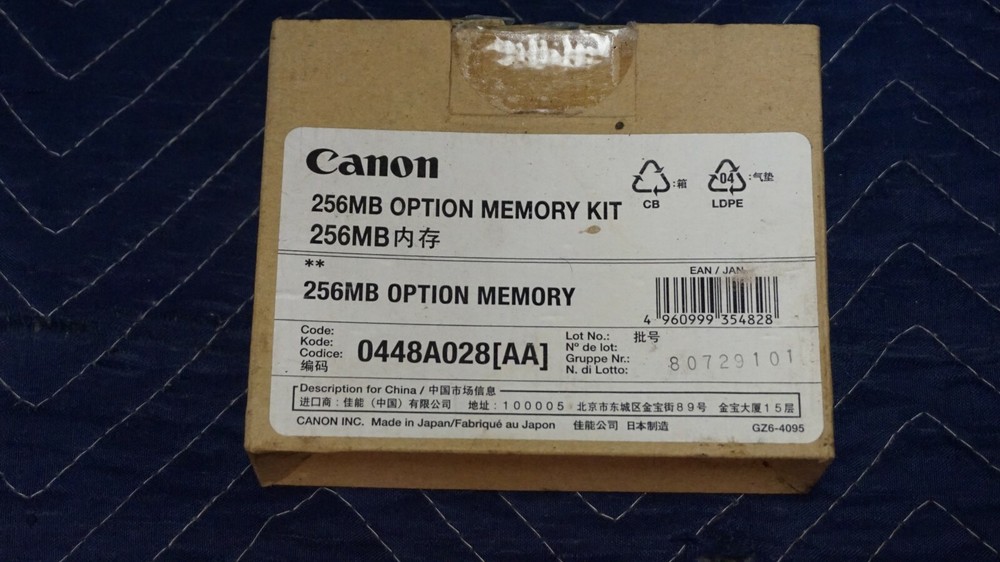 Canon
CB :箱
04 LDPE :气垫
256MB OPTION MEMORY KIT
256MB内存
**
256MB OPTION MEMORY
EAN / JAN
4 960999 354828
Code:
Kode:
Codice:
编码
0448A028[AA]
Lot No.: 批号
Nº de lot:
Gruppe Nr.:
N. di Lotto:
80729101
Description for China / 中国市场信息
进口商：佳能（中国）有限公司 地址：100005 北京市东城区金宝街89号 金宝大厦15层
CANON INC. Made in Japan/Fabriqué au Japon 佳能公司 日本制造
GZ6-4095